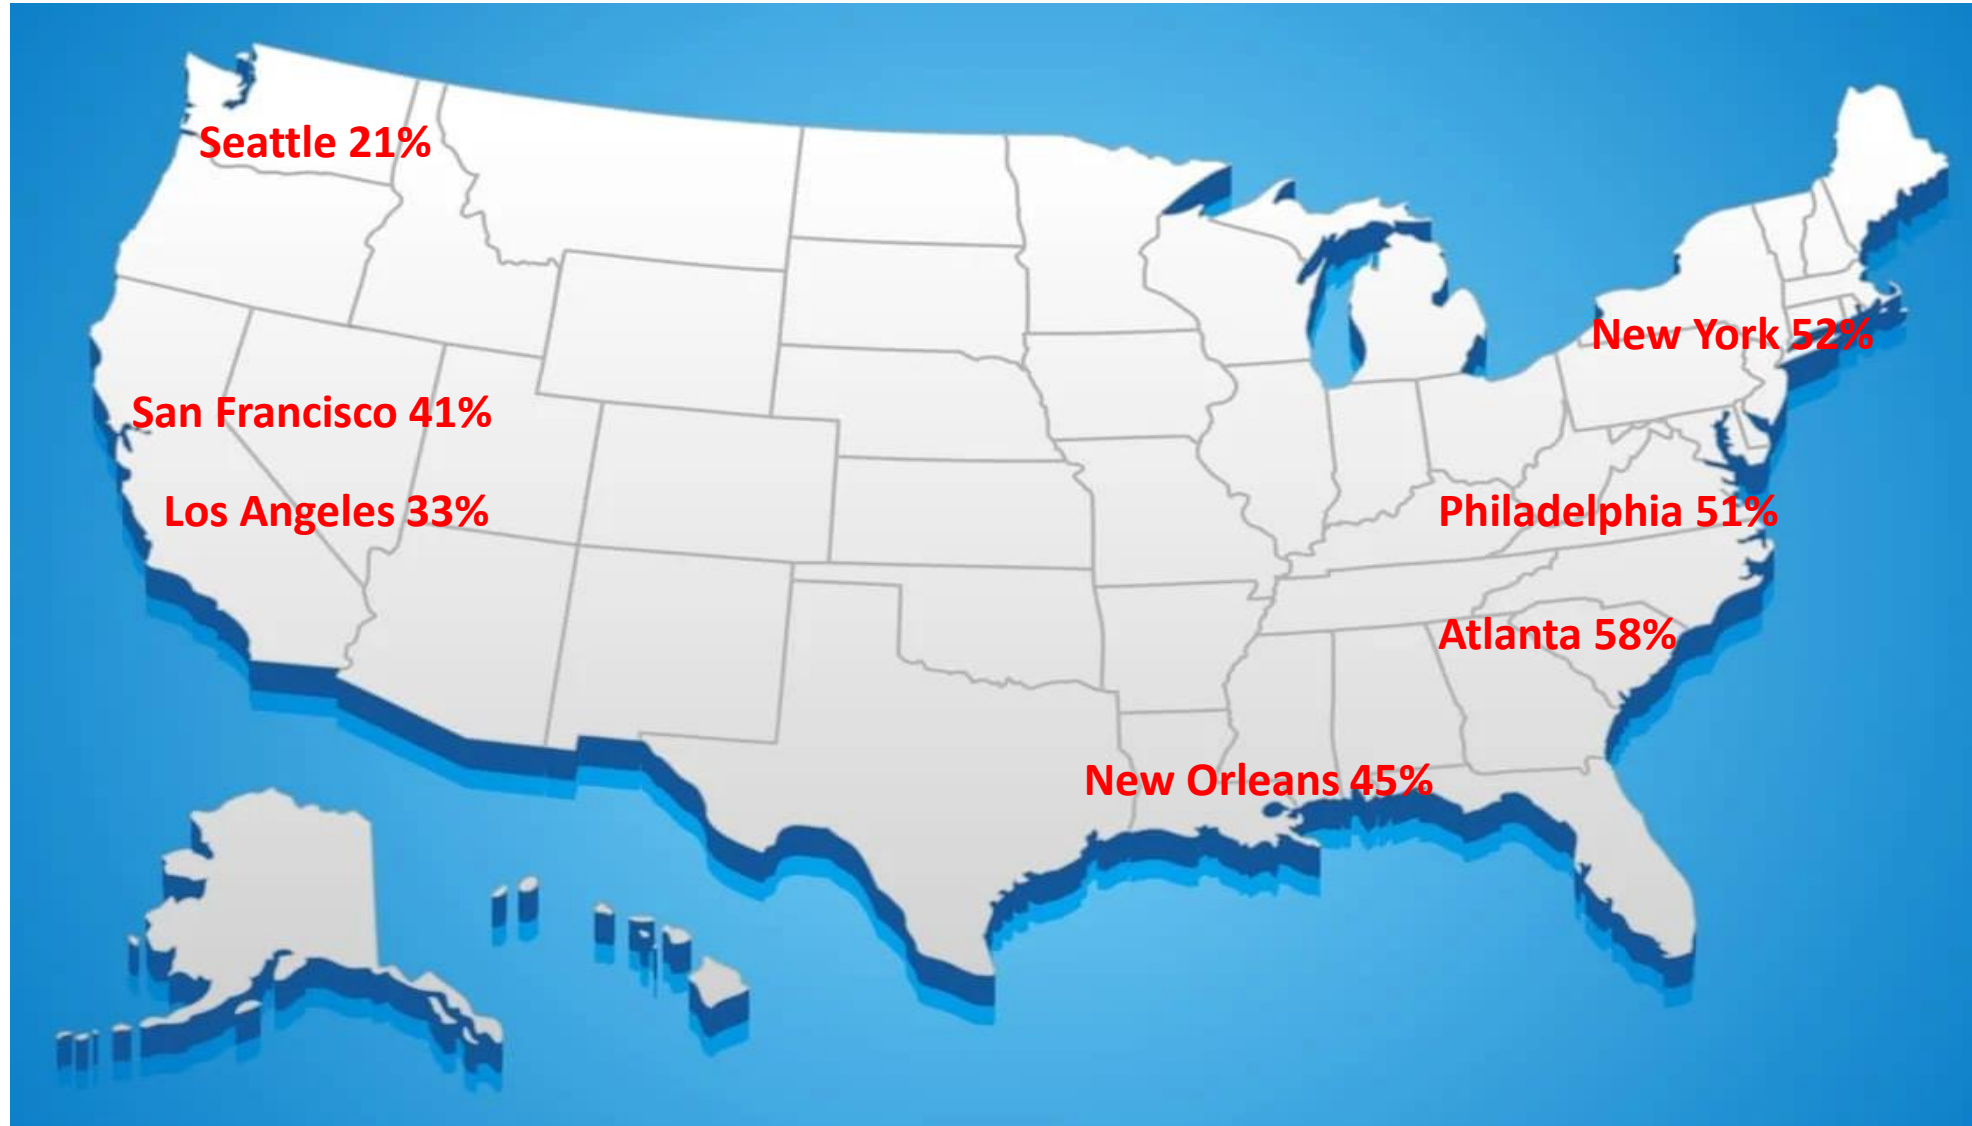 Seattle 21%
New York 52%
San Francisco 41%
Los Angeles 33%
Philadelphia 51%
Atlanta 58%
New Orleans 45%